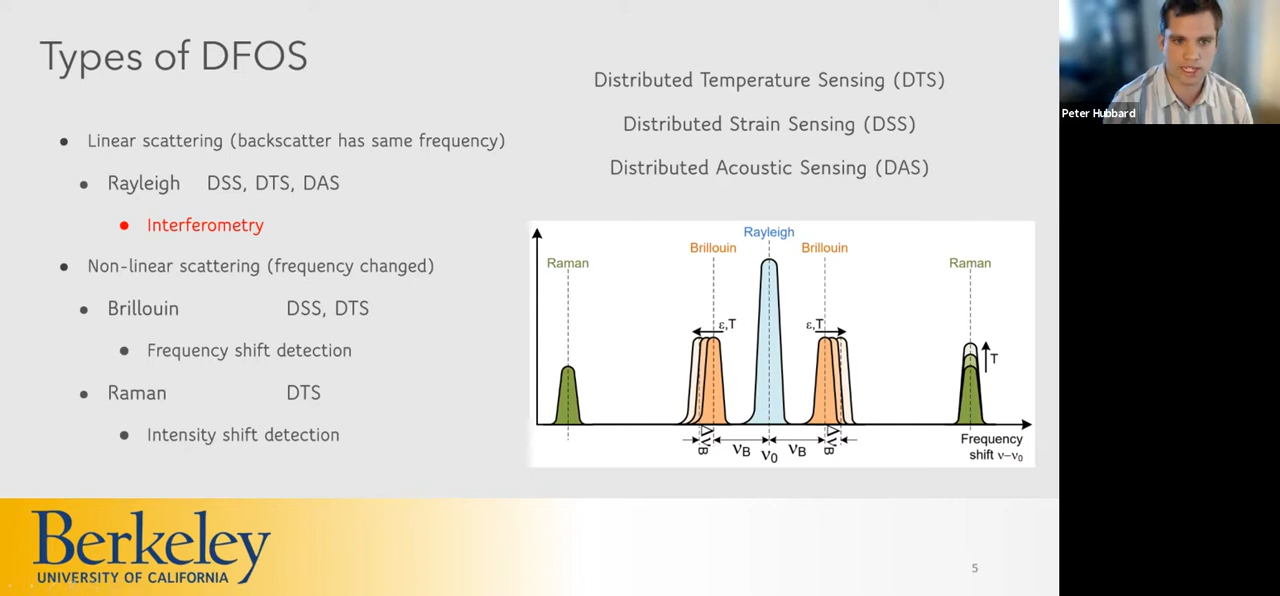 Types of DFOS
Linear scattering (backscatter has same frequency)
Rayleigh DSS, DTS, DAS
Interferometry
Non-linear scattering (frequency changed)
Brillouin DSS, DTS
Frequency shift detection
Raman DTS
Intensity shift detection
Distributed Temperature Sensing (DTS)
Distributed Strain Sensing (DSS)
Distributed Acoustic Sensing (DAS)
Rayleigh
Brillouin Brillouin
Raman Raman
ε,T ε,T
T
ΔνB νB ν0 νB ΔνB
Frequency
shift ν–ν0
Berkeley
UNIVERSITY OF CALIFORNIA
5
Peter Hubbard